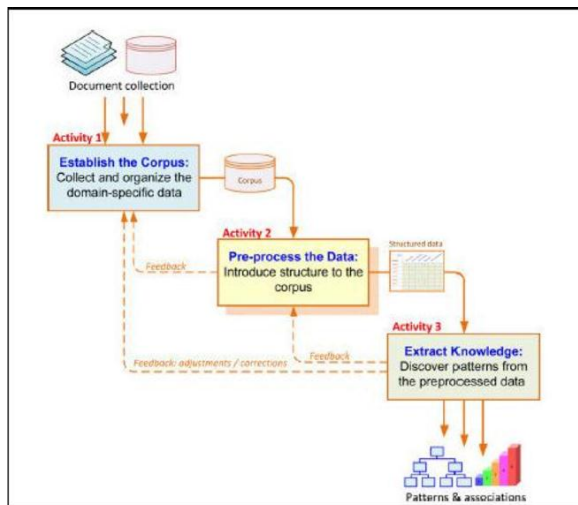 Document collection
Activity 1
Establish the Corpus:
Collect and organize the
domain-specific data
Corpus
Activity 2
Pre-process the Data:
Introduce structure to the
corpus
Structured data
Feedback
Activity 3
Extract Knowledge:
Discover patterns from
the preprocessed data
Feedback
Feedback: adjustments / corrections
Patterns & associations